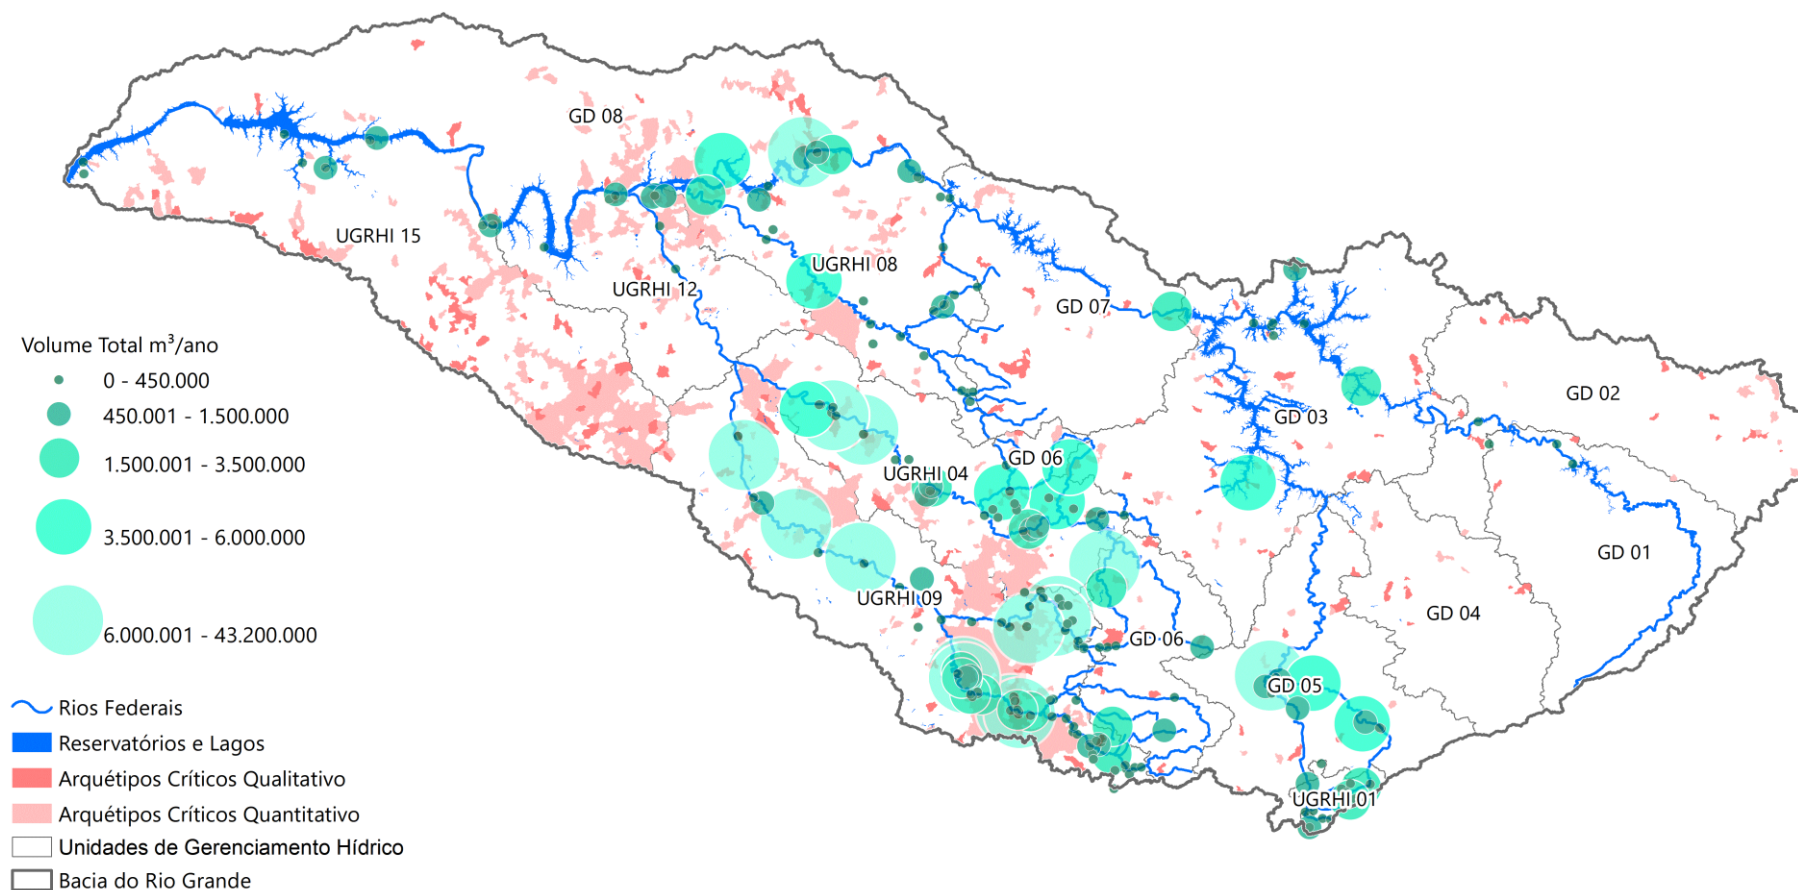 GD 08
UGRHI 15
UGRHI 08
UGRHI 12
GD 07
GD 02
GD 03
UGRHI 04
GD 06
GD 01
UGRHI 09
GD 06
GD 04
GD 05
UGRHI 01
Volume Total m³/ano
0 - 450.000
450.001 - 1.500.000
1.500.001 - 3.500.000
3.500.001 - 6.000.000
6.000.001 - 43.200.000
Rios Federais
Reservatórios e Lagos
Arquétipos Críticos Qualitativo
Arquétipos Críticos Quantitativo
Unidades de Gerenciamento Hídrico
Bacia do Rio Grande